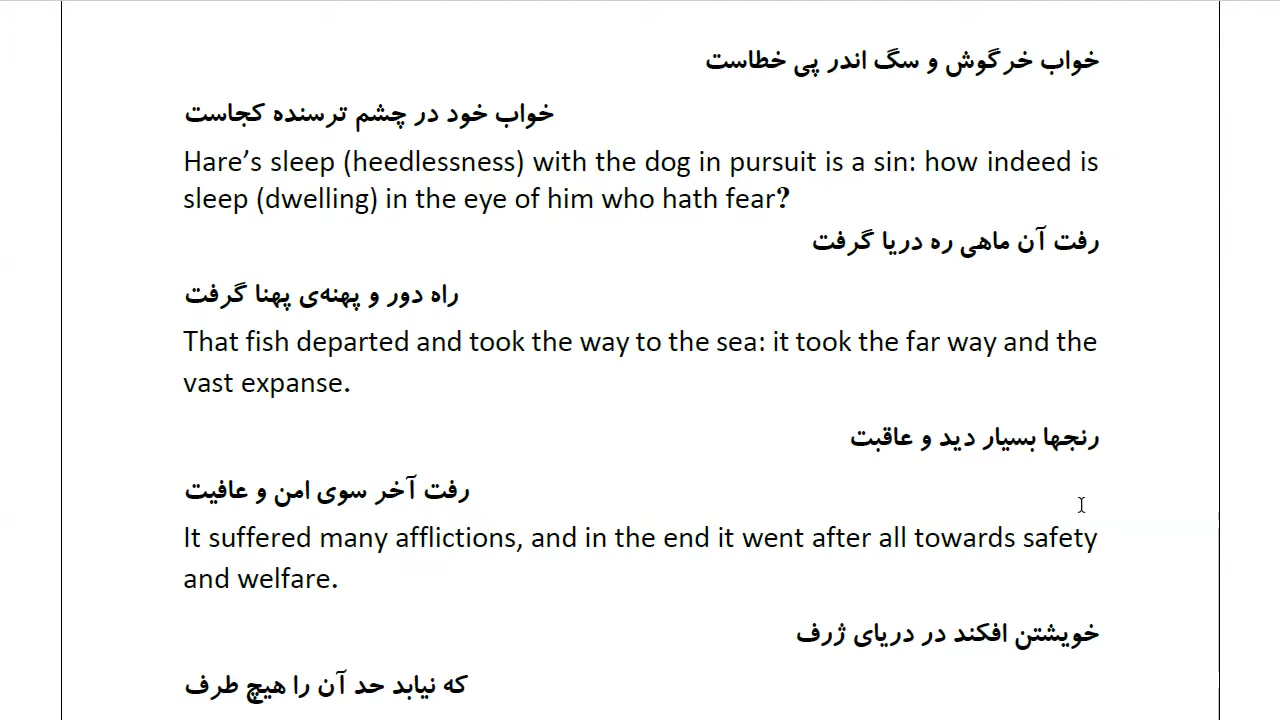 خواب خرگوش و سگ اندر پی خطاست
خواب خود در چشم ترسنده کجاست
Hare’s sleep (heedlessness) with the dog in pursuit is a sin: how indeed is
sleep (dwelling) in the eye of him who hath fear?
رفت آن ماهی ره دریا گرفت
راه دور و پهنه‌ی پهنا گرفت
That fish departed and took the way to the sea: it took the far way and the
vast expanse.
رنجها بسیار دید و عاقبت
رفت آخر سوی امن و عافیت
It suffered many afflictions, and in the end it went after all towards safety
and welfare.
خویشتن افکند در دریای ژرف
که نیابد حد آن را هیچ طرف